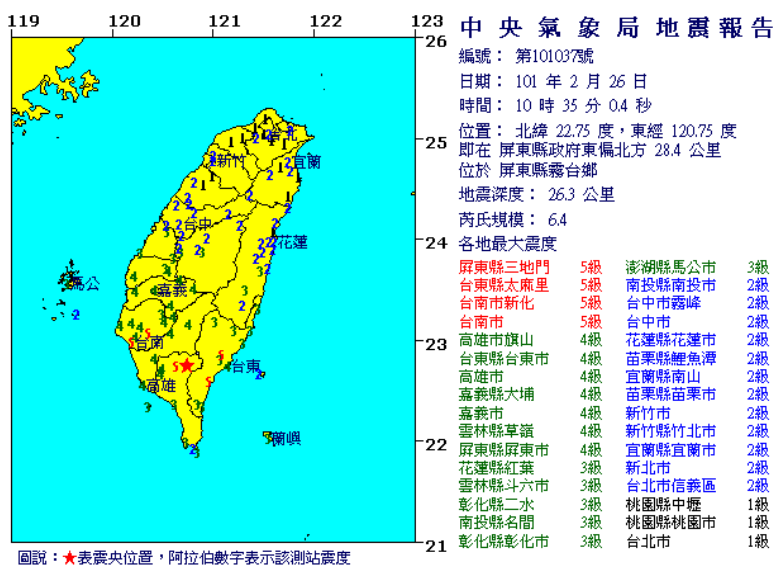 119 120 121 122 123
26
25
24
23
22
21
台北
新竹
宜蘭
台中
花蓮
馬公
嘉義
台南
台東
高雄
蘭嶼
圖說：★表震央位置，阿拉伯數字表示該測站震度
中央氣象局地震報告
編號： 第101037號
日期： 101 年 2 月 26 日
時間： 10 時 35 分 0.4 秒
位置： 北緯 22.75 度，東經 120.75 度
即在 屏東縣政府東偏北方 28.4 公里
位於 屏東縣霧台鄉
地震深度： 26.3 公里
芮氏規模： 6.4
各地最大震度
屏東縣三地門 5級 澎湖縣馬公市 3級
台東縣太麻里 5級 南投縣南投市 2級
台南市新化 5級 台中市霧峰 2級
台南市 5級 台中市 2級
高雄市旗山 4級 花蓮縣花蓮市 2級
台東縣台東市 4級 苗栗縣鯉魚潭 2級
高雄市 4級 宜蘭縣南山 2級
嘉義縣大埔 4級 苗栗縣苗栗市 2級
嘉義市 4級 新竹市 2級
雲林縣草嶺 4級 新竹縣竹北市 2級
屏東縣屏東市 4級 宜蘭縣宜蘭市 2級
花蓮縣紅葉 3級 新北市 2級
雲林縣斗六市 3級 台北市信義區 2級
彰化縣二水 3級 桃園縣中壢 1級
南投縣名間 3級 桃園縣桃園市 1級
彰化縣彰化市 3級 台北市 1級